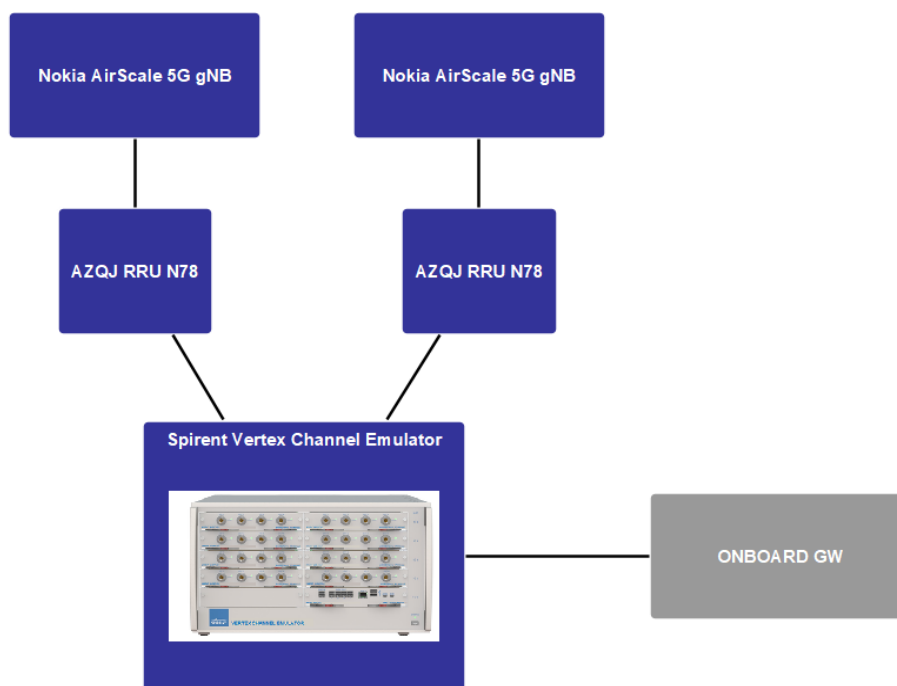 Nokia AirScale 5G gNB
Nokia AirScale 5G gNB
AZQJ RRU N78
AZQJ RRU N78
Spirent Vertex Channel Emulator
VERTEX CHANNEL EMULATOR
ONBOARD GW